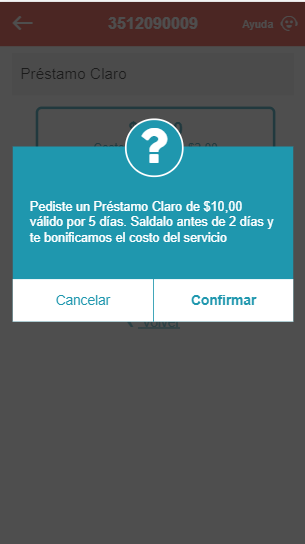 3512090009
Ayuda
Préstamo Claro
?
Pediste un Préstamo Claro de $10,00
válido por 5 días. Saldalo antes de 2 días y
te bonificamos el costo del servicio
Cancelar
Confirmar
Volver